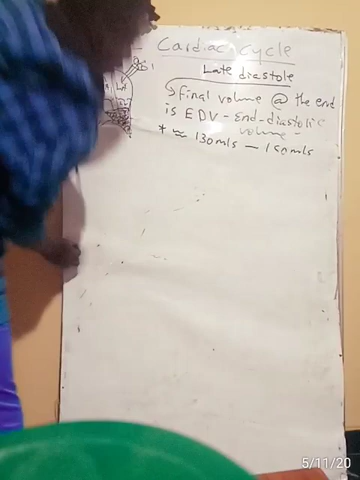 Cardiac cycle
Late diastole
↳ final volume @ the end
is EDV - End-diastolic
volume -
* ≈ 130mls - 150mls
5/11/20